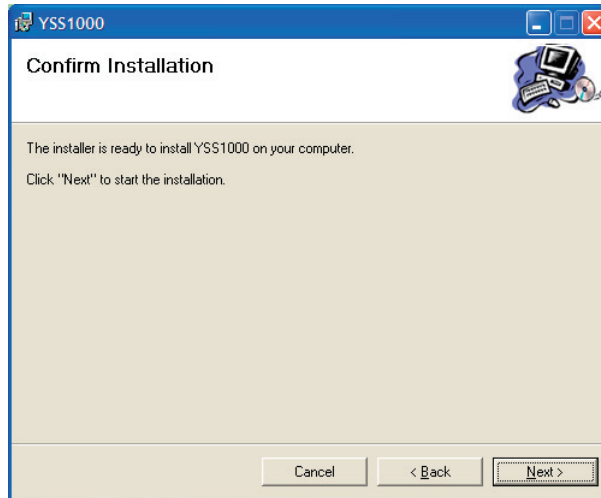 YSS1000
Confirm Installation
The installer is ready to install YSS1000 on your computer.
Click "Next" to start the installation.
Cancel
< Back
Next >